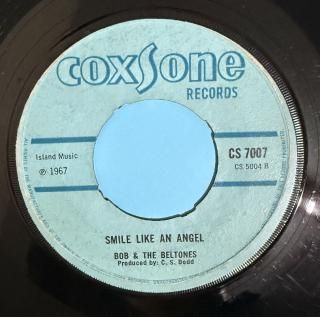 coxSone
RECORDS
Island Music
℗ 1967
CS 7007
CS 5004 B
SMILE LIKE AN ANGEL
BOB & THE BELTONES
Produced by: C. S. Dodd